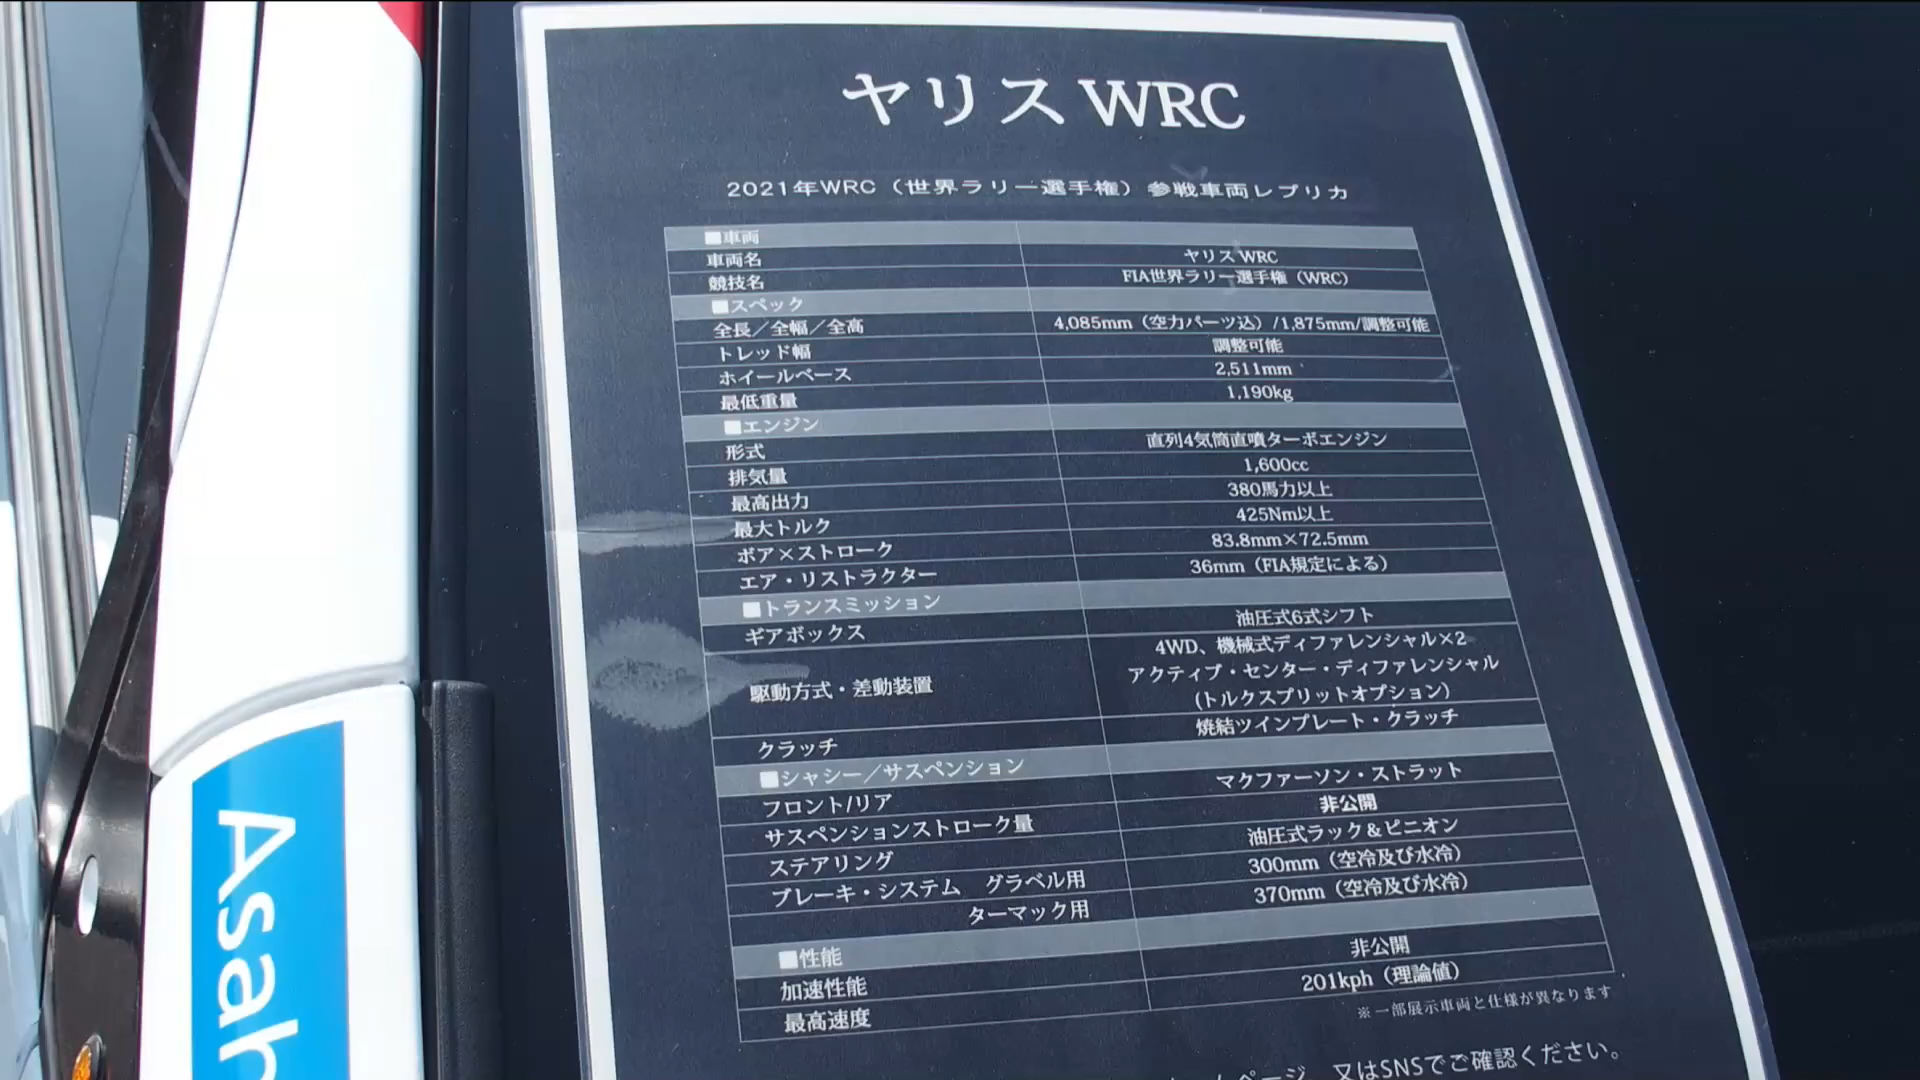 ヤリス WRC
2021年WRC（世界ラリー選手権）参戦車両レプリカ
■車両
車両名 ヤリス WRC
競技名 FIA世界ラリー選手権（WRC）
■スペック
全長／全幅／全高 4,085mm（空力パーツ込）/1,875mm/調整可能
トレッド幅 調整可能
ホイールベース 2,511mm
最低重量 1,190kg
■エンジン
形式 直列4気筒直噴ターボエンジン
排気量 1,600cc
最高出力 380馬力以上
最大トルク 425Nm以上
ボア×ストローク 83.8mm×72.5mm
エア・リストラクター 36mm（FIA規定による）
■トランスミッション
ギアボックス 油圧式6式シフト
駆動方式・差動装置 4WD、機械式ディファレンシャル×2
アクティブ・センター・ディファレンシャル
(トルクスプリットオプション)
クラッチ 焼結ツインプレート・クラッチ
■シャシー／サスペンション
フロント/リア マクファーソン・ストラット
サスペンションストローク量 非公開
ステアリング 油圧式ラック＆ピニオン
ブレーキ・システム　グラベル用 300mm（空冷及び水冷）
ターマック用 370mm（空冷及び水冷）
■性能
加速性能 非公開
最高速度 201kph（理論値）
※一部展示車両と仕様が異なります
ページ、又はSNSでご確認ください。
Asah